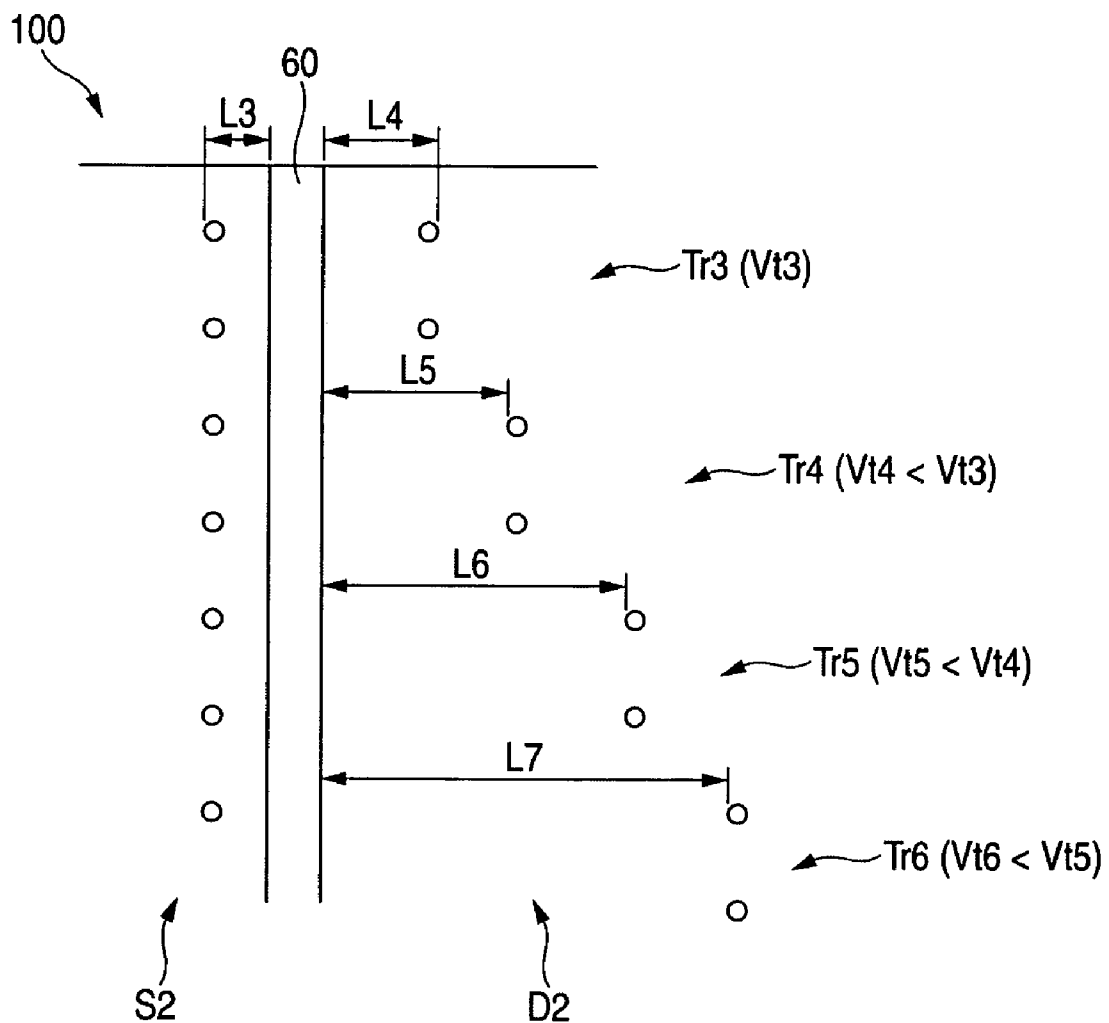 100
60
L3
L4
Tr3 (Vt3)
L5
Tr4 (Vt4 < Vt3)
L6
Tr5 (Vt5 < Vt4)
L7
Tr6 (Vt6 < Vt5)
S2
D2